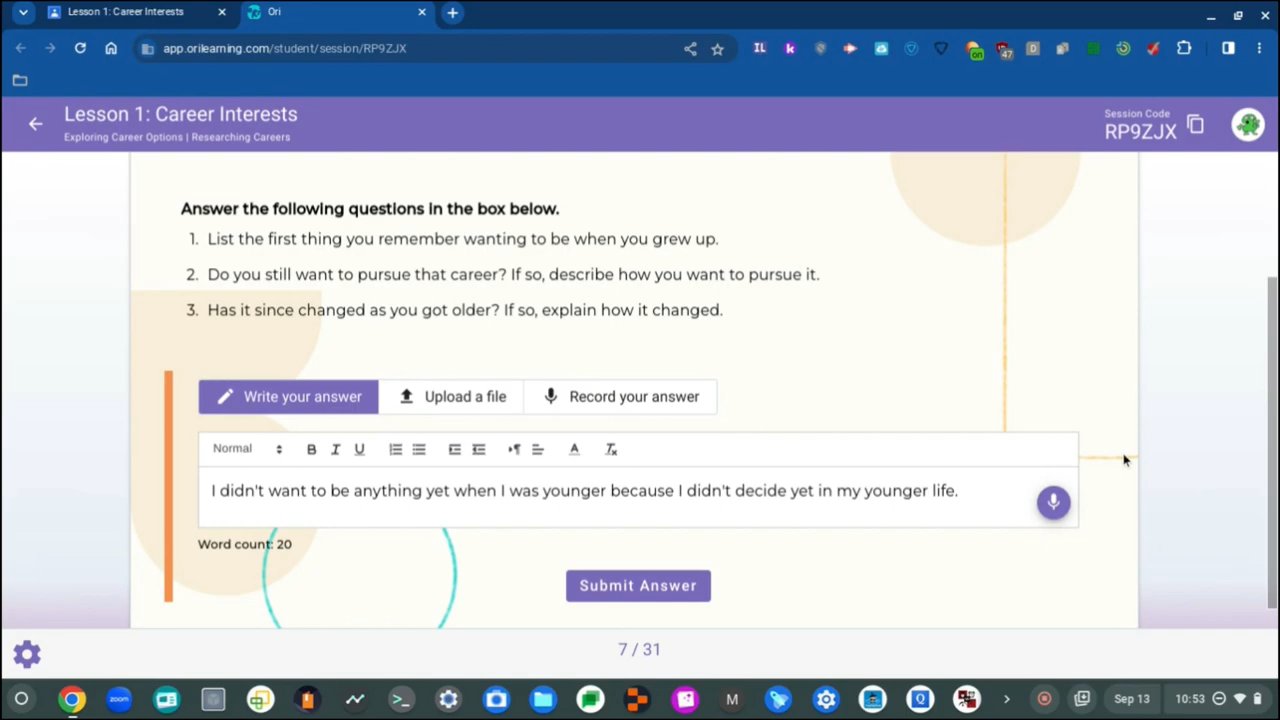 Lesson 1: Career Interests
Ori
app.orilearning.com/student/session/RP9ZJX
IL
k
on
47
D
Lesson 1: Career Interests
Exploring Career Options | Researching Careers
Session Code
RP9ZJX
Answer the following questions in the box below.
1. List the first thing you remember wanting to be when you grew up.
2. Do you still want to pursue that career? If so, describe how you want to pursue it.
3. Has it since changed as you got older? If so, explain how it changed.
Write your answer
Upload a file
Record your answer
Normal
B I U
A
I didn't want to be anything yet when I was younger because I didn't decide yet in my younger life.
Word count: 20
Submit Answer
7 / 31
zoom
M
Q
Sep 13
10:53